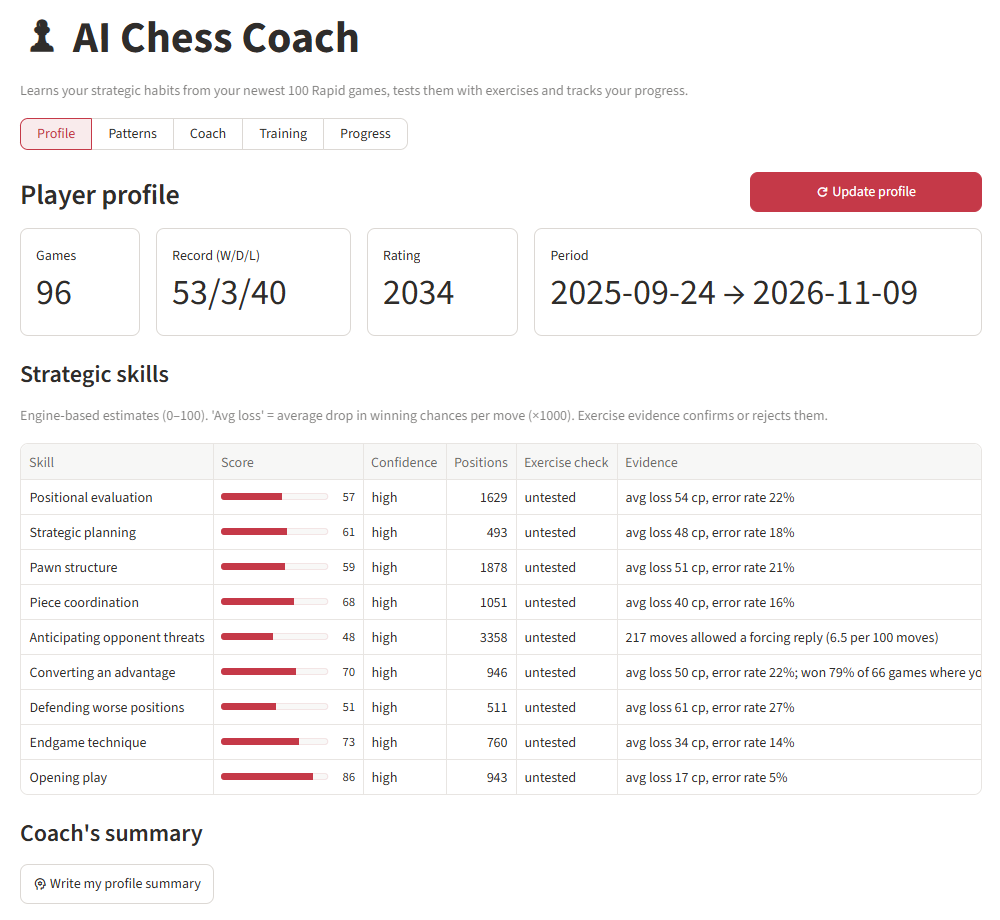 AI Chess Coach
Learns your strategic habits from your newest 100 Rapid games, tests them with exercises and tracks your progress.
Profile Patterns Coach Training Progress
Player profile
Update profile
Games Record (W/D/L) Rating Period
96 53/3/40 2034 2025-09-24 → 2026-11-09
Strategic skills
Engine-based estimates (0–100). 'Avg loss' = average drop in winning chances per move (×1000). Exercise evidence confirms or rejects them.
Skill Score Confidence Positions Exercise check Evidence
Positional evaluation 57 high 1629 untested avg loss 54 cp, error rate 22%
Strategic planning 61 high 493 untested avg loss 48 cp, error rate 18%
Pawn structure 59 high 1878 untested avg loss 51 cp, error rate 21%
Piece coordination 68 high 1051 untested avg loss 40 cp, error rate 16%
Anticipating opponent threats 48 high 3358 untested 217 moves allowed a forcing reply (6.5 per 100 moves)
Converting an advantage 70 high 946 untested avg loss 50 cp, error rate 22%; won 79% of 66 games where yo
Defending worse positions 51 high 511 untested avg loss 61 cp, error rate 27%
Endgame technique 73 high 760 untested avg loss 34 cp, error rate 14%
Opening play 86 high 943 untested avg loss 17 cp, error rate 5%
Coach's summary
Write my profile summary